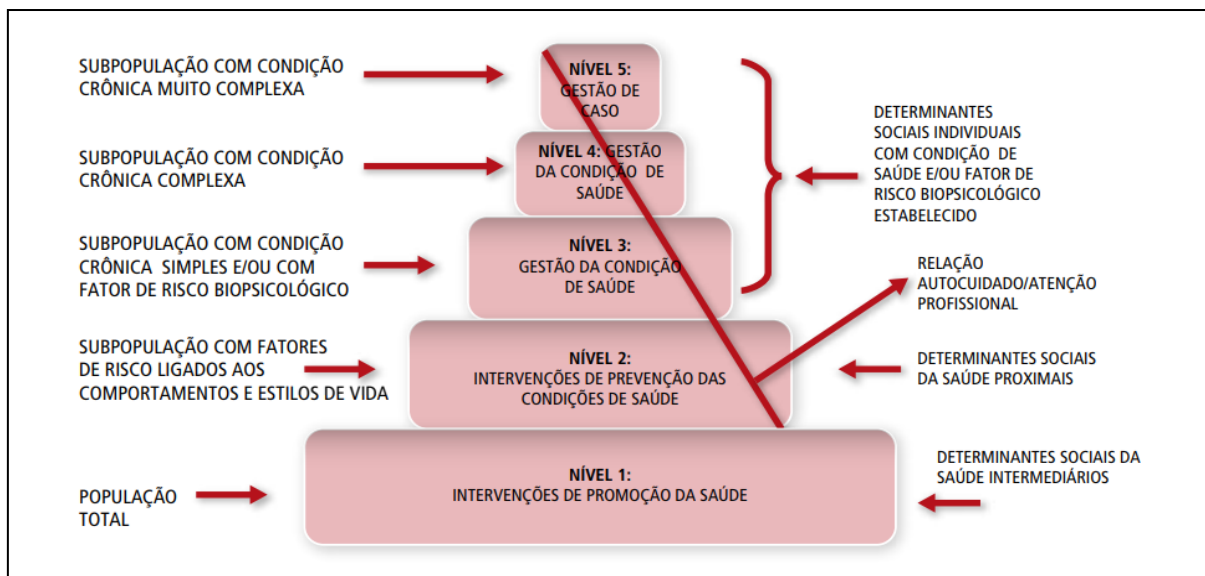 SUBPOPULAÇÃO COM CONDIÇÃO
CRÔNICA MUITO COMPLEXA
SUBPOPULAÇÃO COM CONDIÇÃO
CRÔNICA COMPLEXA
SUBPOPULAÇÃO COM CONDIÇÃO
CRÔNICA SIMPLES E/OU COM
FATOR DE RISCO BIOPSICOLÓGICO
SUBPOPULAÇÃO COM FATORES
DE RISCO LIGADOS AOS
COMPORTAMENTOS E ESTILOS DE VIDA
POPULAÇÃO
TOTAL
NÍVEL 5:
GESTÃO DE
CASO
NÍVEL 4: GESTÃO
DA CONDIÇÃO DE
SAÚDE
NÍVEL 3:
GESTÃO DA CONDIÇÃO
DE SAÚDE
NÍVEL 2:
INTERVENÇÕES DE PREVENÇÃO DAS
CONDIÇÕES DE SAÚDE
NÍVEL 1:
INTERVENÇÕES DE PROMOÇÃO DA SAÚDE
DETERMINANTES
SOCIAIS INDIVIDUAIS
COM CONDIÇÃO DE
SAÚDE E/OU FATOR DE
RISCO BIOPSICOLÓGICO
ESTABELECIDO
RELAÇÃO
AUTOCUIDADO/ATENÇÃO
PROFISSIONAL
DETERMINANTES SOCIAIS
DA SAÚDE PROXIMAIS
DETERMINANTES SOCIAIS DA
SAÚDE INTERMEDIÁRIOS